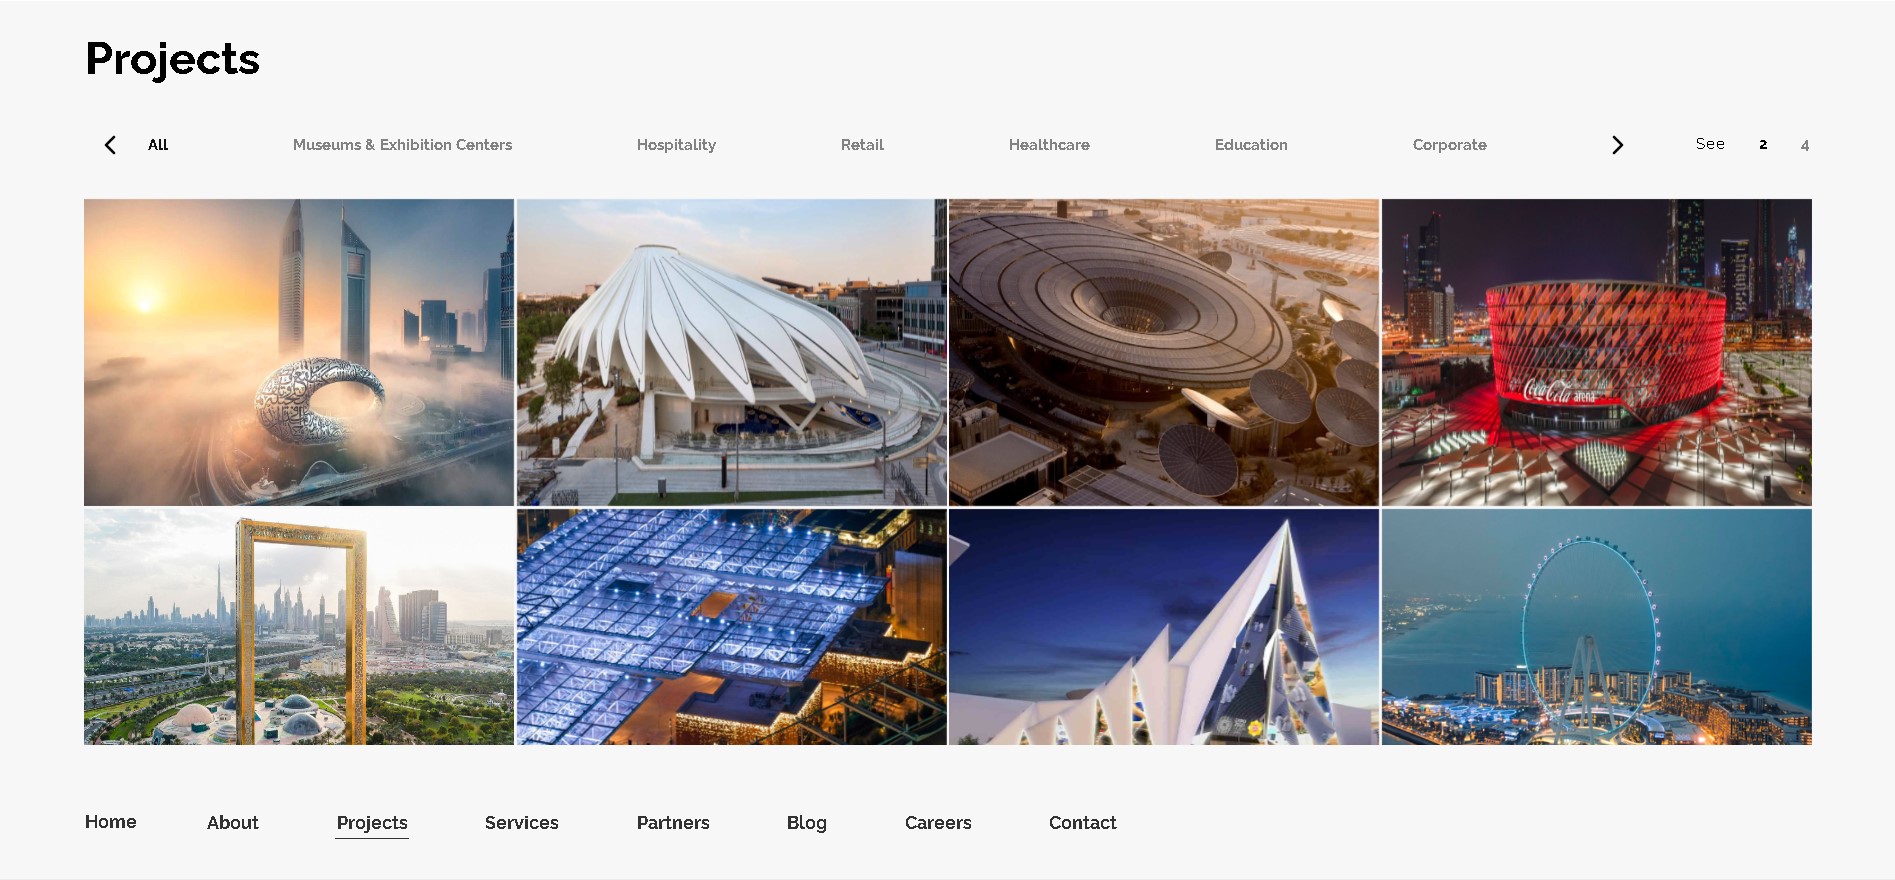 Projects
All Museums & Exhibition Centers Hospitality Retail Healthcare Education Corporate See 2 4
Coca-Cola arena
Home About Projects Services Partners Blog Careers Contact